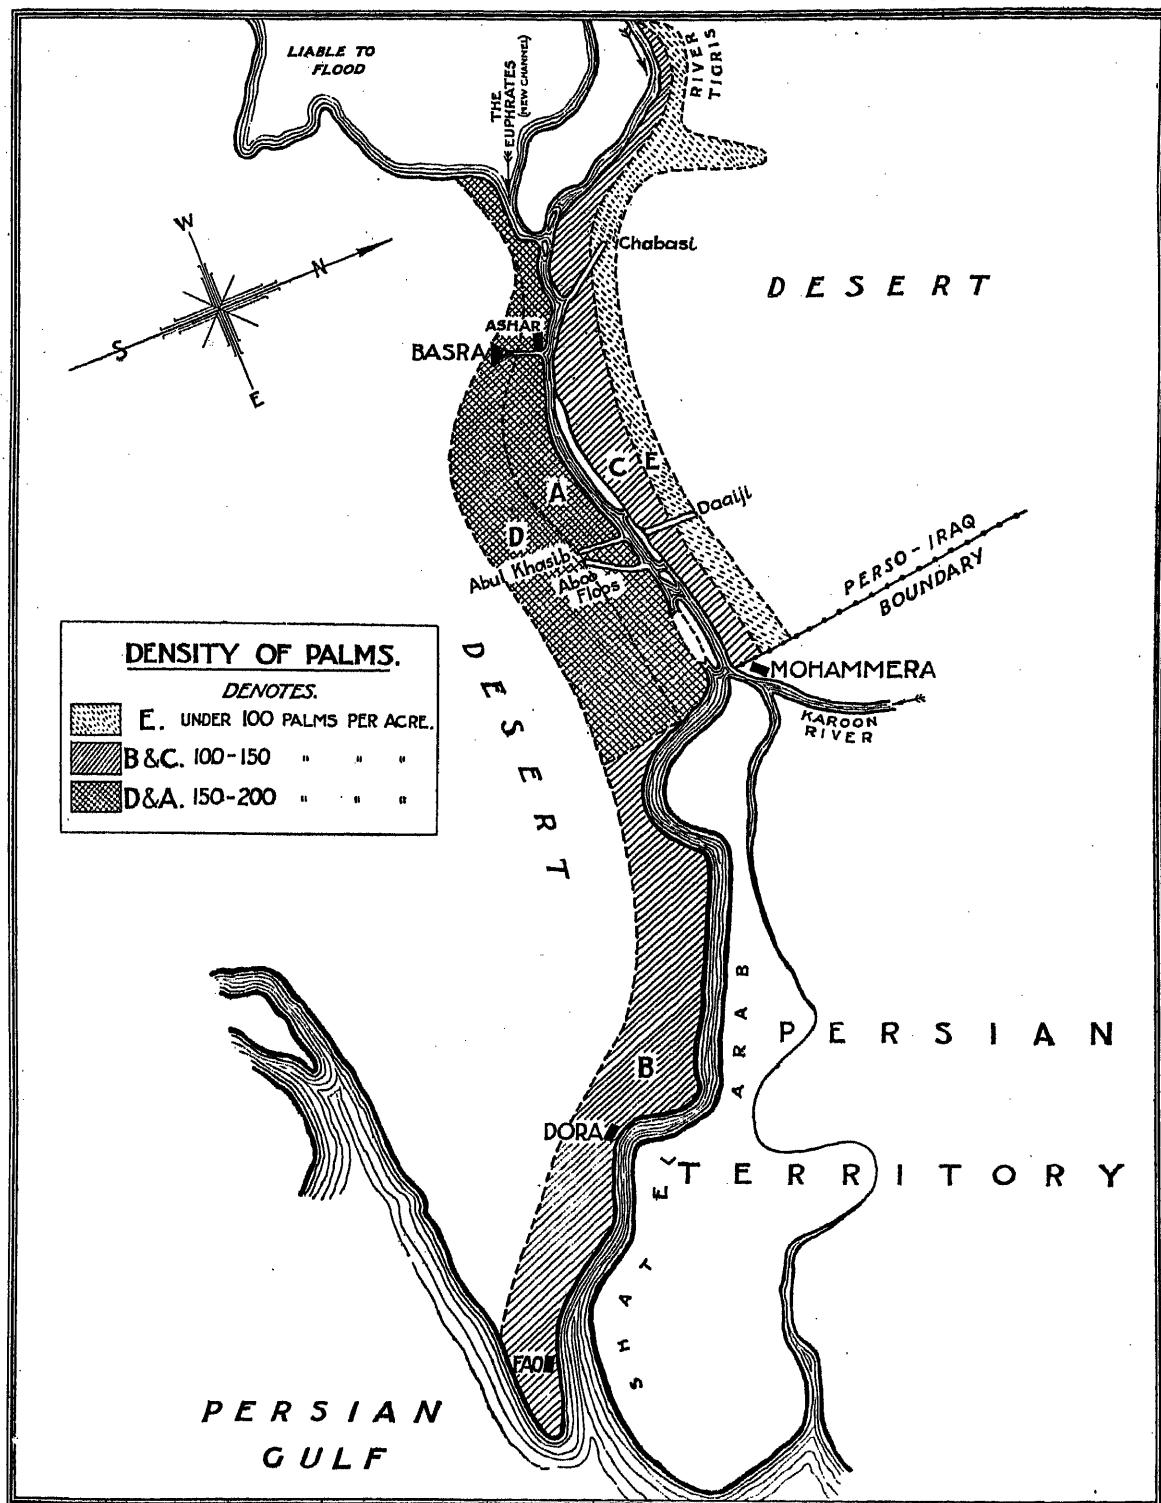 LIABLE TO
FLOOD
THE
EUPHRATES
(NEW CHANNEL)
RIVER
TIGRIS
W
N
S
E
Chabasi
DESERT
ASHAR
BASRA
C
E
A
D
Daaiji
Abul Khasib
Aboo
Floos
PERSO-IRAQ
BOUNDARY
DENSITY OF PALMS.
DENOTES.
E. UNDER 100 PALMS PER ACRE.
B&C. 100-150 " " "
D&A. 150-200 " " "
DESERT
MOHAMMERA
KAROON
RIVER
SHAT EL ARAB
PERSIAN
TERRITORY
B
DORA
FAO
PERSIAN
GULF